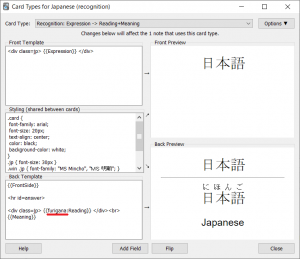 Card Types for Japanese (recognition)
Card Type:
Recognition: Expression -> Reading+Meaning
Options ▼
Changes below will affect the 1 note that uses this card type.
Front Template
<div class=jp> {{Expression}} </div>
Styling (shared between cards)
.card {
font-family: arial;
font-size: 20px;
text-align: center;
color: black;
background-color: white;
}
.jp { font-size: 30px }
.win .jp { font-family: "MS Mincho", "MS 明朝"; }
Back Template
{{FrontSide}}
<hr id=answer>
<div class=jp> {{furigana:Reading}} </div><br>
{{Meaning}}
Front Preview
日本語
Back Preview
日本語
にほんご
日本語
Japanese
Help
Add Field
Flip
Close